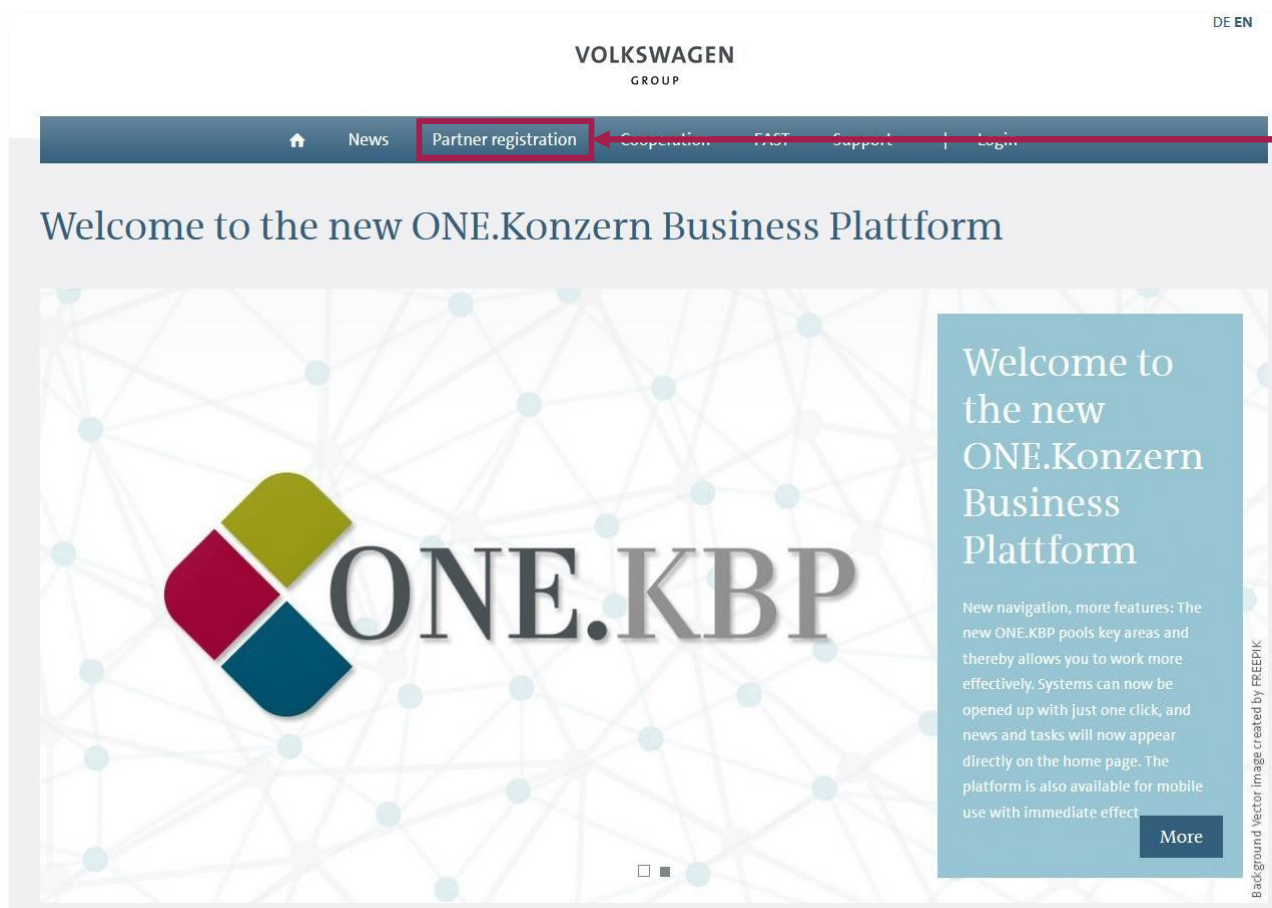 DE EN
VOLKSWAGEN
GROUP
News Partner registration Cooperation FAST Support | Login
Welcome to the new ONE.Konzern Business Plattform
ONE.KBP
Welcome to
the new
ONE.Konzern
Business
Plattform
New navigation, more features: The
new ONE.KBP pools key areas and
thereby allows you to work more
effectively. Systems can now be
opened up with just one click, and
news and tasks will now appear
directly on the home page. The
platform is also available for mobile
use with immediate effect
More
Background Vector image created by FREEPIK